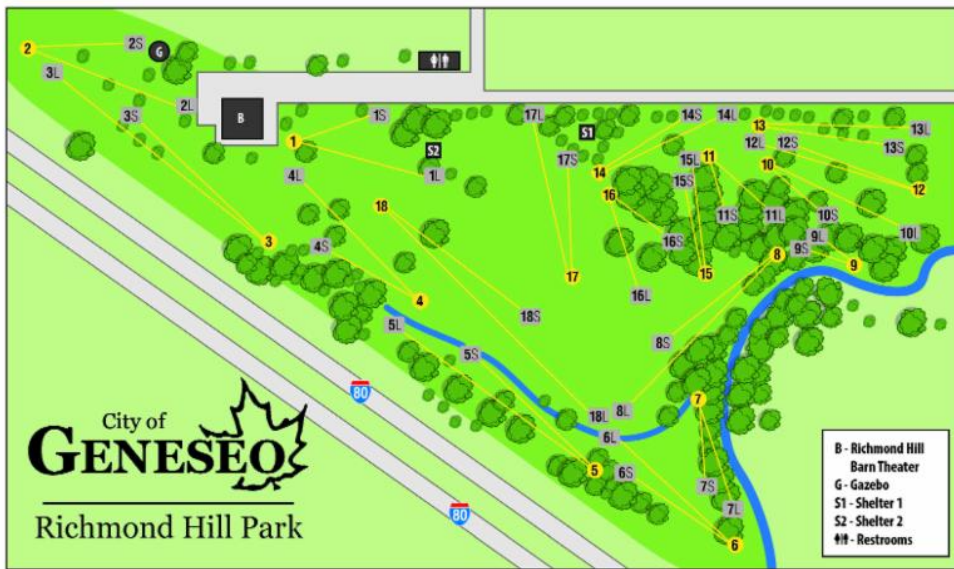 2
2S
G
3L
2L
3S
B
1
1S
S2
1L
17L
S1
17S
14S
14L
13
13L
12L
12S
13S
15L
11
10
14
15S
12
16
4L
18
11S
11L
10S
10L
3
4S
16S
9L
9S
8
9
17
15
4
16L
5L
18S
5S
8S
80
7
8L
18L
6L
5
6S
7S
7L
80
6
City of
GENESEO
Richmond Hill Park
B - Richmond Hill
Barn Theater
G - Gazebo
S1 - Shelter 1
S2 - Shelter 2
- Restrooms